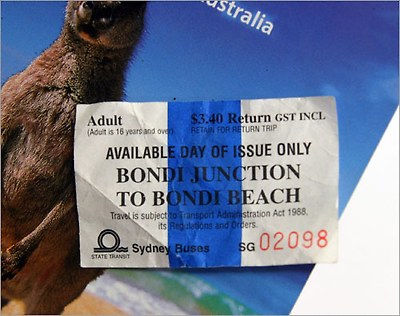 ustralia
Adult $3.40 Return GST INCL
(Adult is 16 years and over) RETAIN FOR RETURN TRIP
AVAILABLE DAY OF ISSUE ONLY
BONDI JUNCTION
TO BONDI BEACH
Travel is subject to Transport Administration Act 1988,
its Regulations and Orders.
STATE TRANSIT Sydney Buses SG 02098